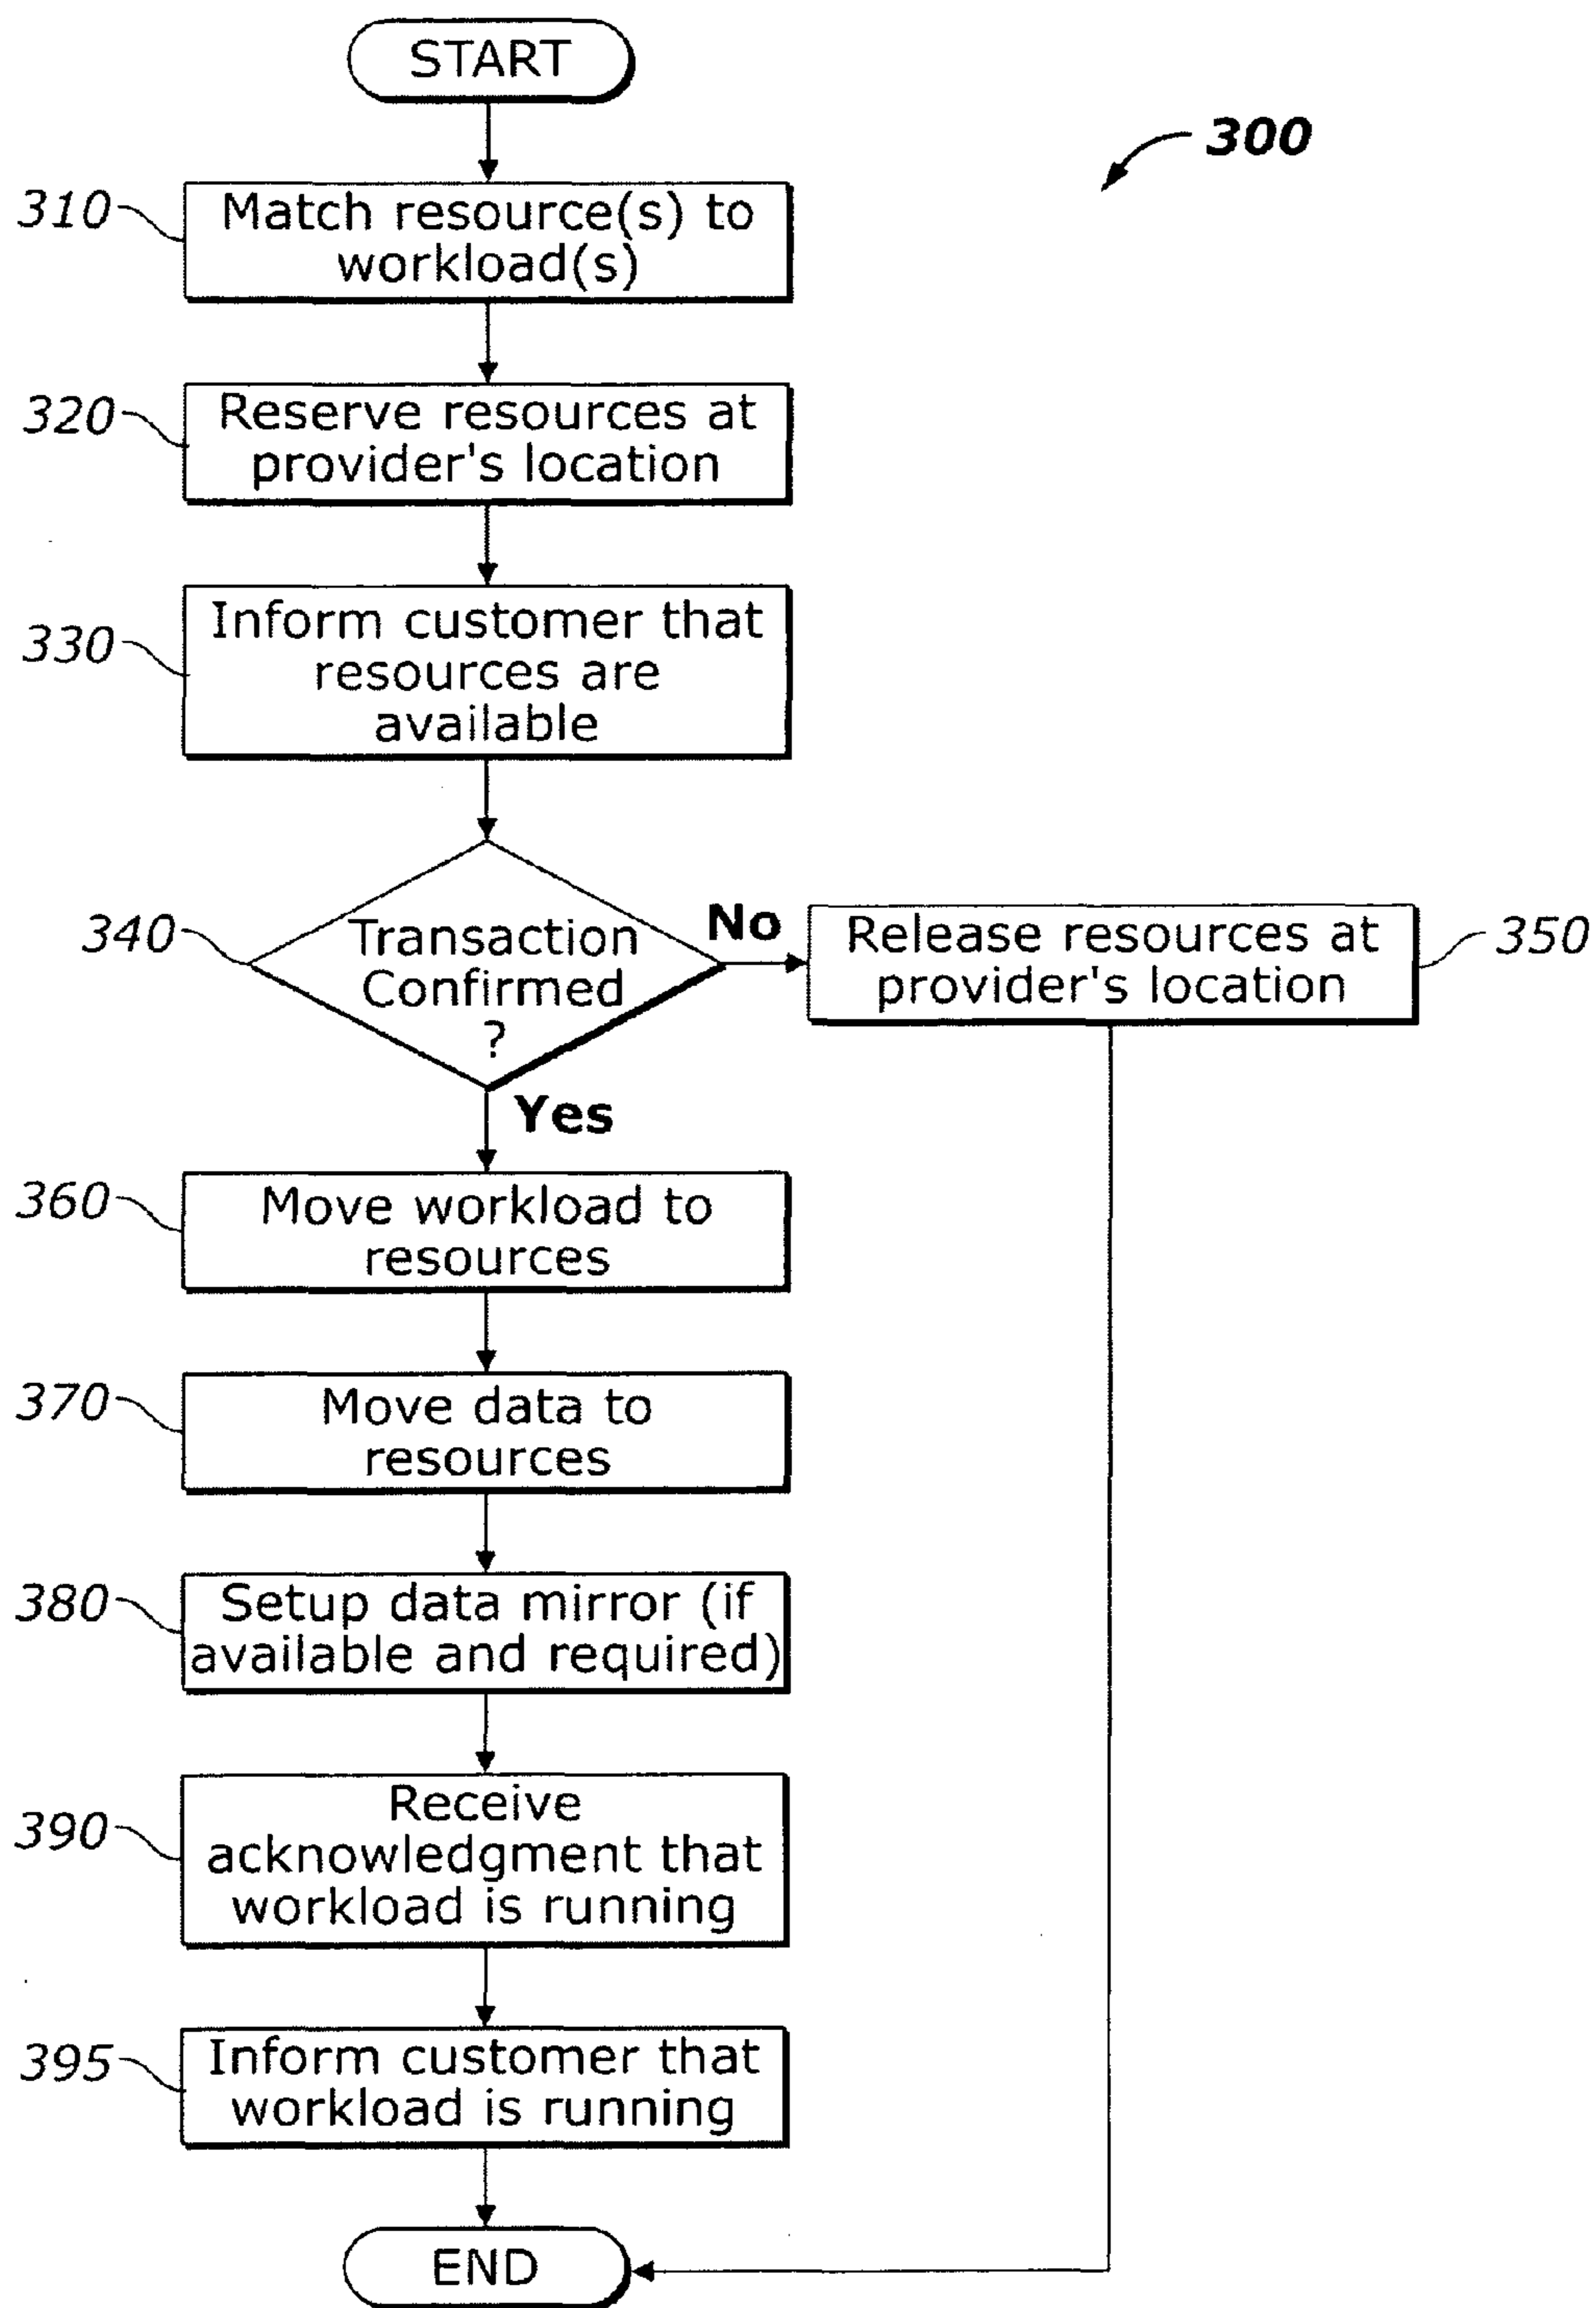 START
300
310
Match resource(s) to
workload(s)
320
Reserve resources at
provider's location
330
Inform customer that
resources are
available
340
Transaction
Confirmed
?
No
Release resources at
provider's location
350
Yes
360
Move workload to
resources
370
Move data to
resources
380
Setup data mirror (if
available and required)
390
Receive
acknowledgment that
workload is running
395
Inform customer that
workload is running
END